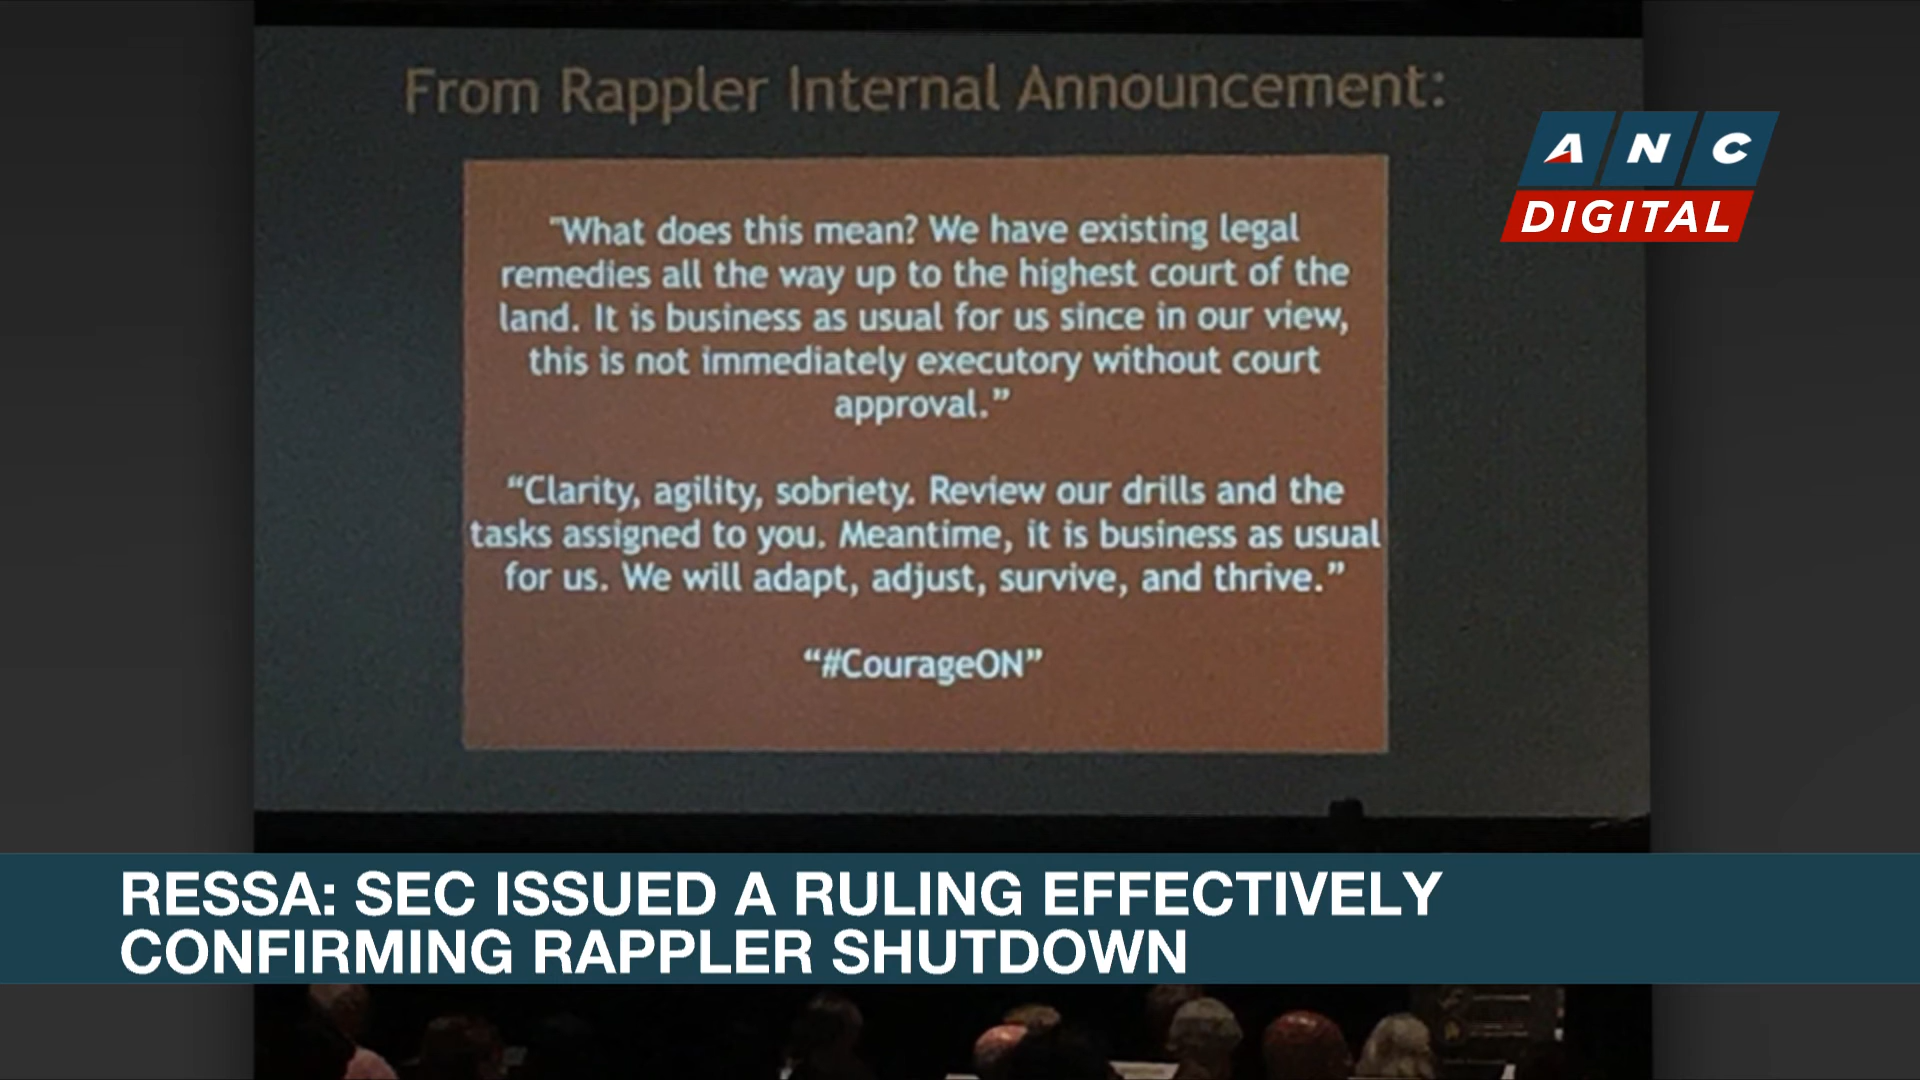 From Rappler Internal Announcement:
ANC
DIGITAL
"What does this mean? We have existing legal
remedies all the way up to the highest court of the
land. It is business as usual for us since in our view,
this is not immediately executory without court
approval.”
“Clarity, agility, sobriety. Review our drills and the
tasks assigned to you. Meantime, it is business as usual
for us. We will adapt, adjust, survive, and thrive.”
“#CourageON”
RESSA: SEC ISSUED A RULING EFFECTIVELY
CONFIRMING RAPPLER SHUTDOWN